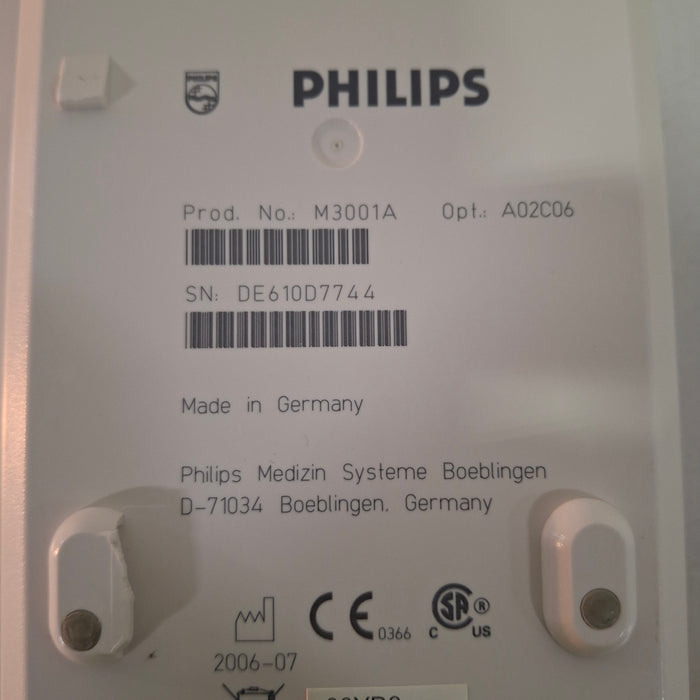 PHILIPS
Prod. No.: M3001A Opt.: A02C06
SN: DE610D7744
Made in Germany
Philips Medizin Systeme Boeblingen
D-71034 Boeblingen. Germany
CE 0366
C SA® US
2006-07